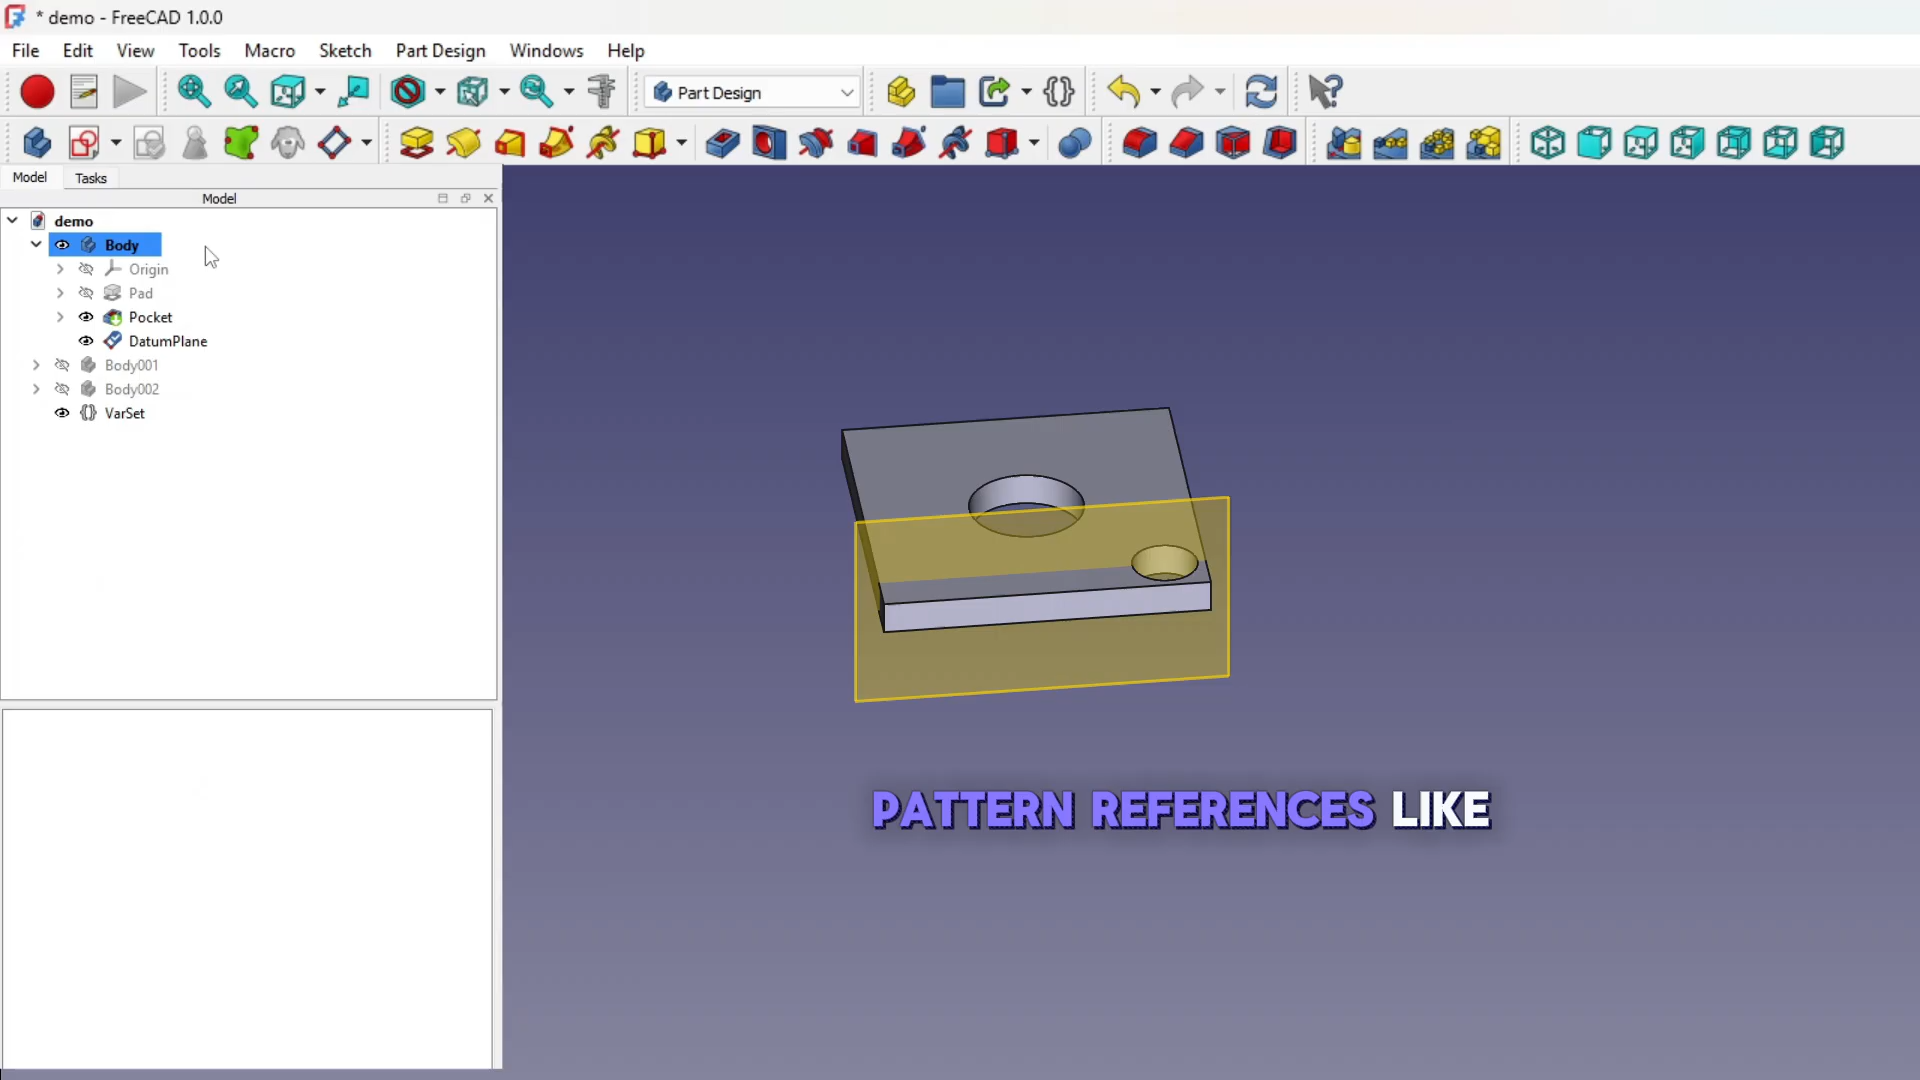 * demo - FreeCAD 1.0.0
File Edit View Tools Macro Sketch Part Design Windows Help
Part Design
Model Tasks
Model
demo
Body
Origin
Pad
Pocket
DatumPlane
Body001
Body002
VarSet
PATTERN REFERENCES LIKE